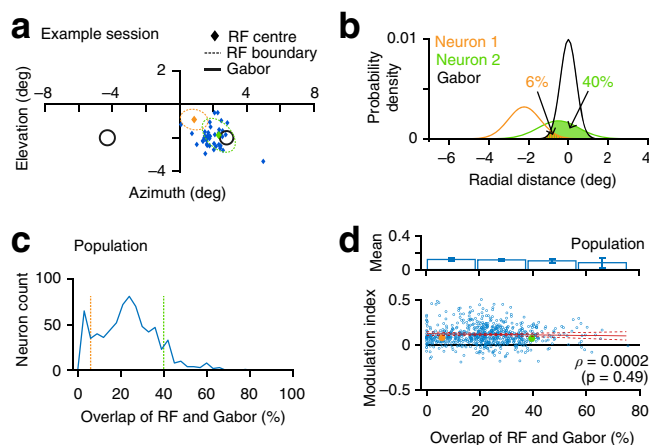 a
Example session
RF centre
RF boundary
Gabor
2
−8
−4
4
8
−4
Elevation (deg)
Azimuth (deg)
b
Neuron 1
Neuron 2
Gabor
0.01
0
6%
40%
Probability
density
−6
−4
−2
0
2
4
Radial distance (deg)
c
Population
100
50
0
Neuron count
0
20
40
60
80
100
Overlap of RF and Gabor (%)
d
0.4
0
Mean
Population
0.5
0
−0.5
Modulation index
ρ = 0.0002
(p = 0.49)
0
20
40
60
80
Overlap of RF and Gabor (%)